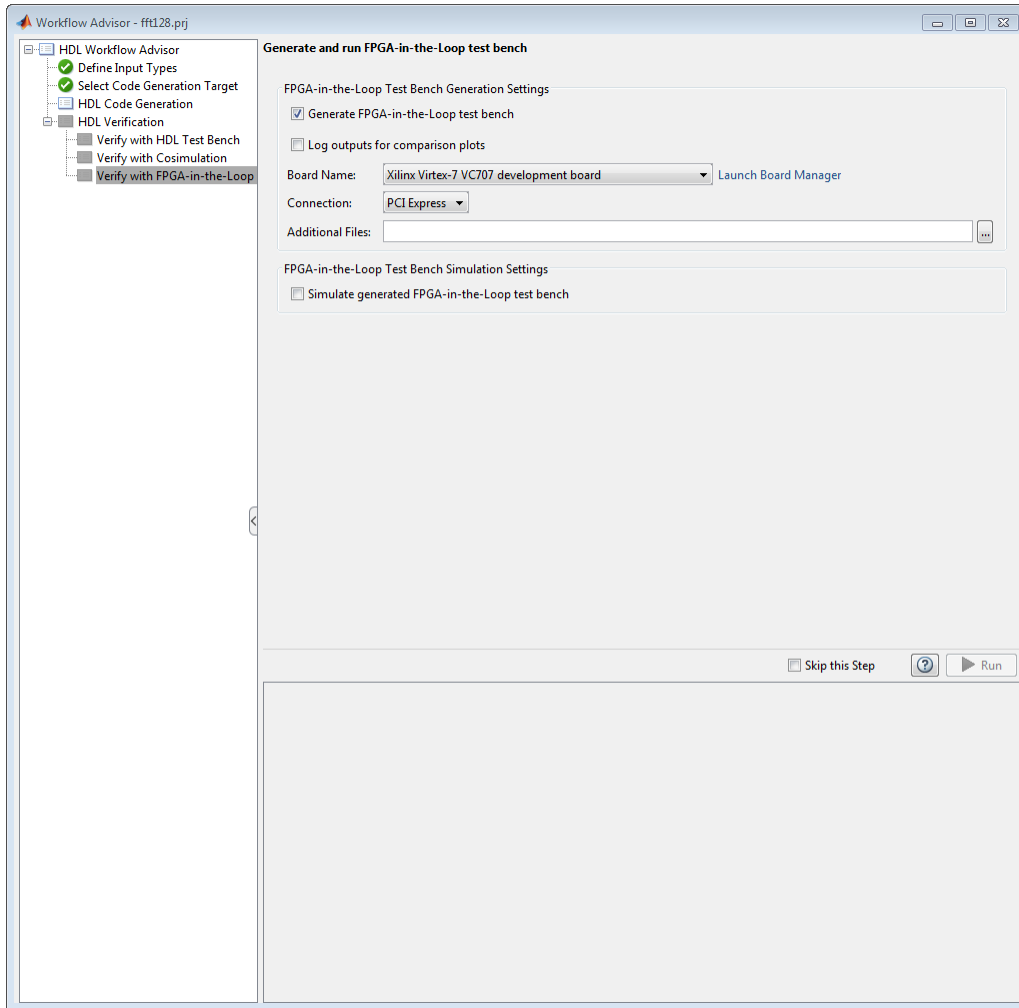 Workflow Advisor - fft128.prj
HDL Workflow Advisor
Define Input Types
Select Code Generation Target
HDL Code Generation
HDL Verification
Verify with HDL Test Bench
Verify with Cosimulation
Verify with FPGA-in-the-Loop
Generate and run FPGA-in-the-Loop test bench
FPGA-in-the-Loop Test Bench Generation Settings
Generate FPGA-in-the-Loop test bench
Log outputs for comparison plots
Board Name: Xilinx Virtex-7 VC707 development board Launch Board Manager
Connection: PCI Express
Additional Files: ...
FPGA-in-the-Loop Test Bench Simulation Settings
Simulate generated FPGA-in-the-Loop test bench
Skip this Step ? Run